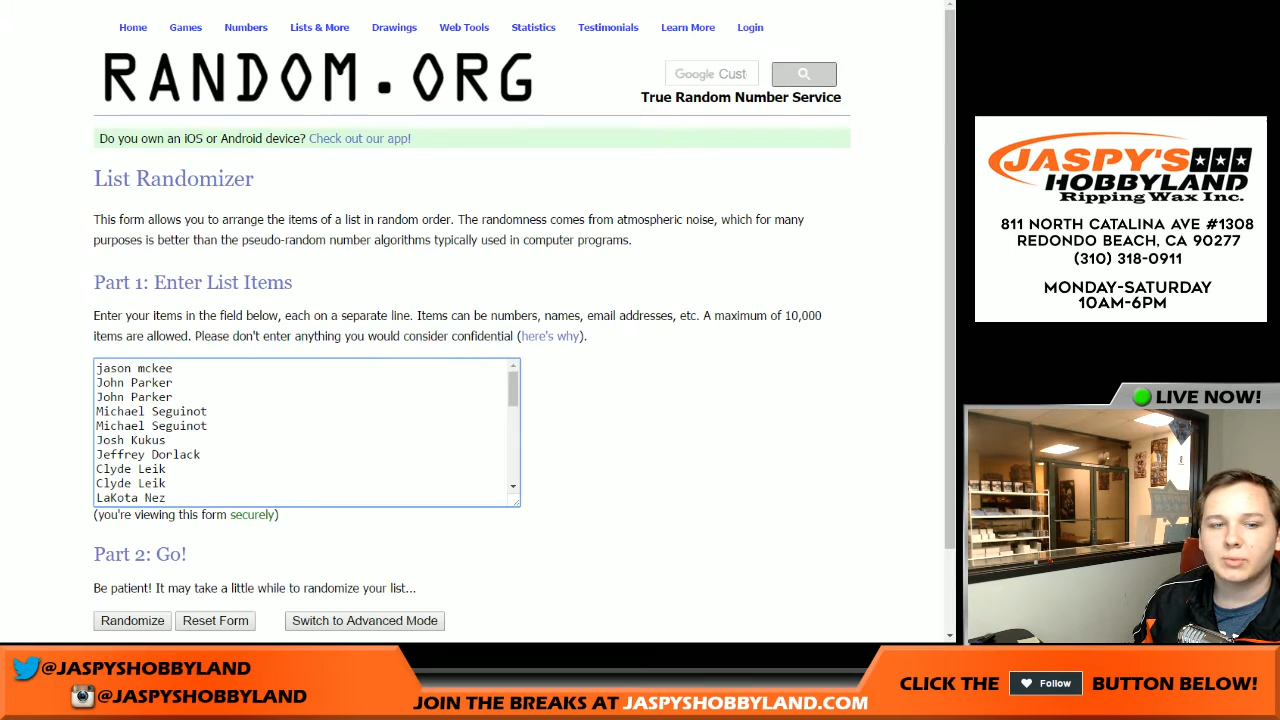 Home Games Numbers Lists & More Drawings Web Tools Statistics Testimonials Learn More Login
RANDOM.ORG
Google Cust
True Random Number Service
Do you own an iOS or Android device? Check out our app!
List Randomizer
This form allows you to arrange the items of a list in random order. The randomness comes from atmospheric noise, which for many
purposes is better than the pseudo-random number algorithms typically used in computer programs.
Part 1: Enter List Items
Enter your items in the field below, each on a separate line. Items can be numbers, names, email addresses, etc. A maximum of 10,000
items are allowed. Please don't enter anything you would consider confidential (here's why).
jason mckee
John Parker
John Parker
Michael Seguinot
Michael Seguinot
Josh Kukus
Jeffrey Dorlack
Clyde Leik
Clyde Leik
LaKota Nez
(you're viewing this form securely)
Part 2: Go!
Be patient! It may take a little while to randomize your list...
Randomize Reset Form Switch to Advanced Mode
JASPY'S
HOBBYLAND
Ripping Wax Inc.
811 NORTH CATALINA AVE #1308
REDONDO BEACH, CA 90277
(310) 318-0911
MONDAY-SATURDAY
10AM-6PM
LIVE NOW!
@JASPYSHOBBYLAND
@JASPYSHOBBYLAND
JOIN THE BREAKS AT JASPYSHOBBYLAND.COM
CLICK THE Follow BUTTON BELOW!